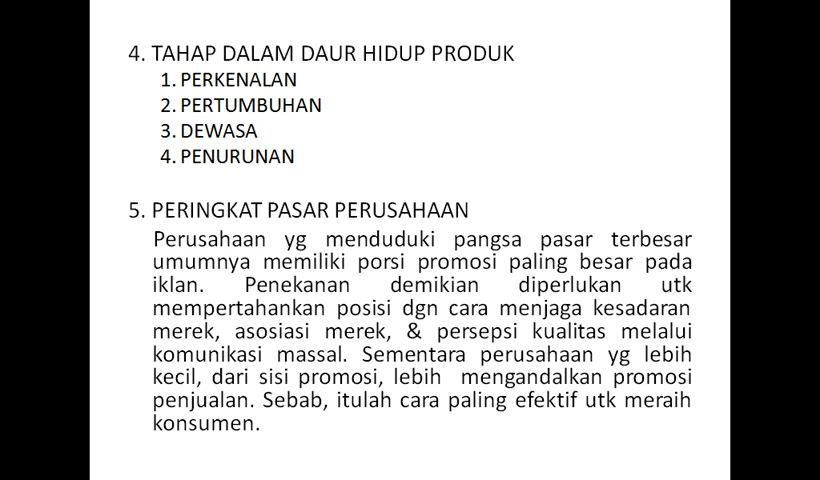 4. TAHAP DALAM DAUR HIDUP PRODUK
1. PERKENALAN
2. PERTUMBUHAN
3. DEWASA
4. PENURUNAN
5. PERINGKAT PASAR PERUSAHAAN
Perusahaan yg menduduki pangsa pasar terbesar
umumnya memiliki porsi promosi paling besar pada
iklan. Penekanan demikian diperlukan utk
mempertahankan posisi dgn cara menjaga kesadaran
merek, asosiasi merek, & persepsi kualitas melalui
komunikasi massal. Sementara perusahaan yg lebih
kecil, dari sisi promosi, lebih mengandalkan promosi
penjualan. Sebab, itulah cara paling efektif utk meraih
konsumen.